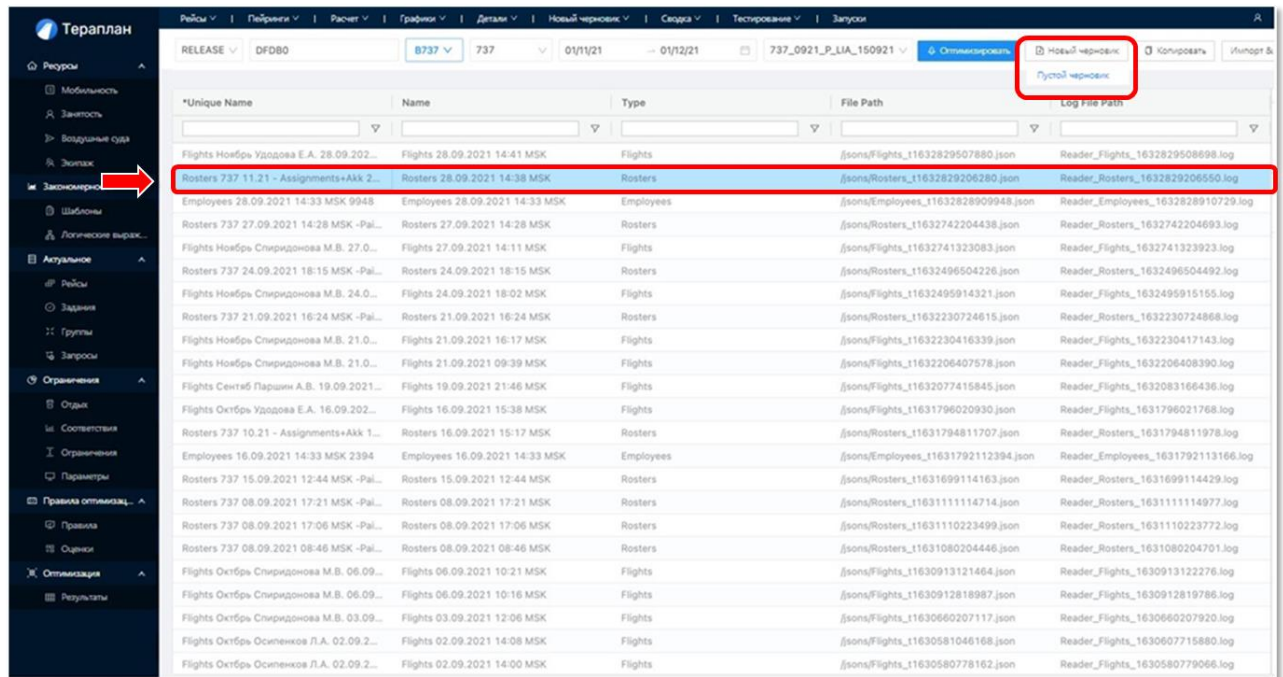 Тераплан
Рейсы | Пейринги | Расчет | Графики | Детали | Новый черновик | Сводка | Тестирование | Запуски
RELEASE DFDB0 B737 737 01/11/21 → 01/12/21 737_0921_P_LIA_150921 Оптимизировать Новый черновик Копировать Импорт &
Пустой черновик
Ресурсы
Мобильность
Занятость
Воздушные суда
Экипаж
Закономерно
Шаблоны
Логические выраж...
Актуальное
Рейсы
Задания
Группы
Запросы
Ограничения
Отдых
Соответствия
Ограничения
Параметры
Правила оптимизац...
Правила
Оценки
Оптимизация
Результаты
*Unique Name Name Type File Path Log File Path
Flights Ноябрь Удодова Е.А. 28.09.202... Flights 28.09.2021 14:41 MSK Flights /jsons/Flights_t1632829507880.json Reader_Flights_1632829508698.log
Rosters 737 11.21 - Assignments+Akk 2... Rosters 28.09.2021 14:38 MSK Rosters /jsons/Rosters_t1632829206280.json Reader_Rosters_1632829206550.log
Employees 28.09.2021 14:33 MSK 9948 Employees 28.09.2021 14:33 MSK Employees /jsons/Employees_t1632828909948.json Reader_Employees_1632828910729.log
Rosters 737 27.09.2021 14:28 MSK -Pai... Rosters 27.09.2021 14:28 MSK Rosters /jsons/Rosters_t1632742204438.json Reader_Rosters_1632742204693.log
Flights Ноябрь Спиридонова М.В. 27.0... Flights 27.09.2021 14:11 MSK Flights /jsons/Flights_t1632741323083.json Reader_Flights_1632741323923.log
Rosters 737 24.09.2021 18:15 MSK -Pai... Rosters 24.09.2021 18:15 MSK Rosters /jsons/Rosters_t1632496504226.json Reader_Rosters_1632496504492.log
Flights Ноябрь Спиридонова М.В. 24.0... Flights 24.09.2021 18:02 MSK Flights /jsons/Flights_t1632495914321.json Reader_Flights_1632495915155.log
Rosters 737 21.09.2021 16:24 MSK -Pai... Rosters 21.09.2021 16:24 MSK Rosters /jsons/Rosters_t1632230724615.json Reader_Rosters_1632230724868.log
Flights Ноябрь Спиридонова М.В. 21.0... Flights 21.09.2021 16:17 MSK Flights /jsons/Flights_t1632230416339.json Reader_Flights_1632230417143.log
Flights Ноябрь Спиридонова М.В. 21.0... Flights 21.09.2021 09:39 MSK Flights /jsons/Flights_t1632206407578.json Reader_Flights_1632206408390.log
Flights Сентяб Паршин А.В. 19.09.2021... Flights 19.09.2021 21:46 MSK Flights /jsons/Flights_t1632077415845.json Reader_Flights_1632083166436.log
Flights Октябрь Удодова Е.А. 16.09.202... Flights 16.09.2021 15:38 MSK Flights /jsons/Flights_t1631796020930.json Reader_Flights_1631796021768.log
Rosters 737 10.21 - Assignments+Akk 1... Rosters 16.09.2021 15:17 MSK Rosters /jsons/Rosters_t1631794811707.json Reader_Rosters_1631794811978.log
Employees 16.09.2021 14:33 MSK 2394 Employees 16.09.2021 14:33 MSK Employees /jsons/Employees_t1631792112394.json Reader_Employees_1631792113166.log
Rosters 737 15.09.2021 12:44 MSK -Pai... Rosters 15.09.2021 12:44 MSK Rosters /jsons/Rosters_t1631699114163.json Reader_Rosters_1631699114429.log
Rosters 737 08.09.2021 17:21 MSK -Pai... Rosters 08.09.2021 17:21 MSK Rosters /jsons/Rosters_t1631111114714.json Reader_Rosters_1631111114977.log
Rosters 737 08.09.2021 17:06 MSK -Pai... Rosters 08.09.2021 17:06 MSK Rosters /jsons/Rosters_t1631110223499.json Reader_Rosters_1631110223772.log
Rosters 737 08.09.2021 08:46 MSK -Pai... Rosters 08.09.2021 08:46 MSK Rosters /jsons/Rosters_t1631080204446.json Reader_Rosters_1631080204701.log
Flights Октбрь Спиридонова М.В. 06.09... Flights 06.09.2021 10:21 MSK Flights /jsons/Flights_t1630913121464.json Reader_Flights_1630913122276.log
Flights Октбрь Спиридонова М.В. 06.09... Flights 06.09.2021 10:16 MSK Flights /jsons/Flights_t1630912818987.json Reader_Flights_1630912819786.log
Flights Октбрь Спиридонова М.В. 03.09... Flights 03.09.2021 12:06 MSK Flights /jsons/Flights_t1630660207117.json Reader_Flights_1630660207920.log
Flights Октбрь Осипенков Л.А. 02.09.2... Flights 02.09.2021 14:08 MSK Flights /jsons/Flights_t1630581046168.json Reader_Flights_1630607715880.log
Flights Октбрь Осипенков Л.А. 02.09.2... Flights 02.09.2021 14:00 MSK Flights /jsons/Flights_t1630580778162.json Reader_Flights_1630580779066.log